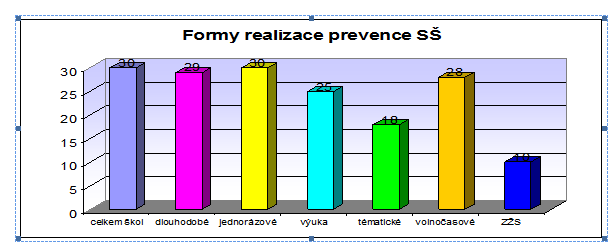 Formy realizace prevence SŠ
30 29 30 25 18 28 10
30
25
20
15
10
5
0
celkem škol dlouhodobé jednorázové výuka tématické volnočasové ZŽS